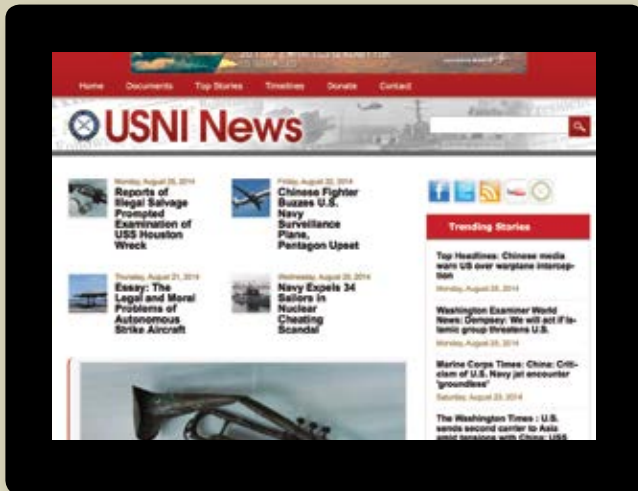 Home Documents Top Stories Timelines Donate Contact
USNI News
Monday, August 25, 2014
Reports of
Illegal Salvage
Prompted
Examination of
USS Houston
Wreck
Friday, August 22, 2014
Chinese Fighter
Buzzes U.S.
Navy
Surveillance
Plane,
Pentagon Upset
Thursday, August 21, 2014
Essay: The
Legal and Moral
Problems of
Autonomous
Strike Aircraft
Wednesday, August 20, 2014
Navy Expels 34
Sailors in
Nuclear
Cheating
Scandal
Trending Stories
Top Headlines: Chinese media
warn US over warplane intercep-
tion
Monday, August 25, 2014
Washington Examiner World
News: Dempsey: We will act if Is-
lamic group threatens U.S.
Monday, August 25, 2014
Marine Corps Times: China: Criti-
cism of U.S. Navy jet encounter
'groundless'
Saturday, August 23, 2014
The Washington Times : U.S.
sends second carrier to Asia
amid tensions with China: USS